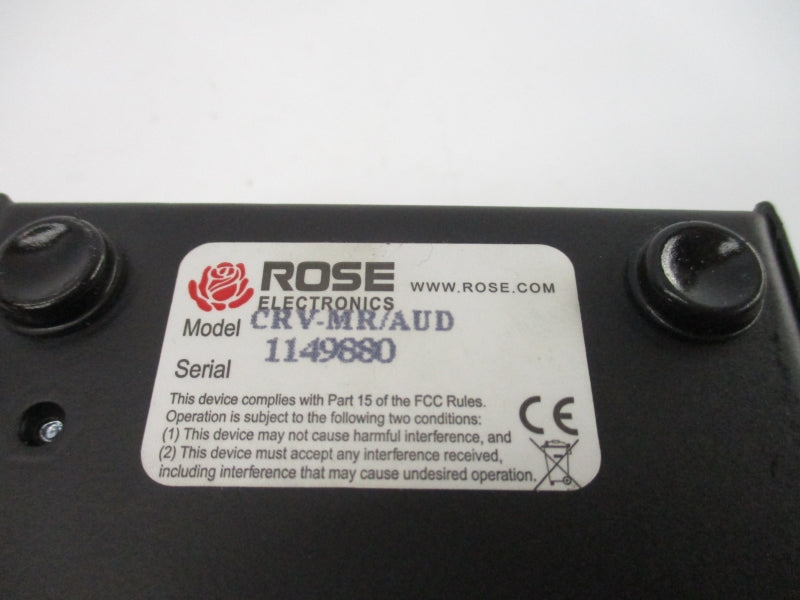 ROSE
ELECTRONICS WWW.ROSE.COM
Model CRV-MR/AUD
Serial 1149880
This device complies with Part 15 of the FCC Rules.
Operation is subject to the following two conditions:
(1) This device may not cause harmful interference, and
(2) This device must accept any interference received,
including interference that may cause undesired operation.
CE